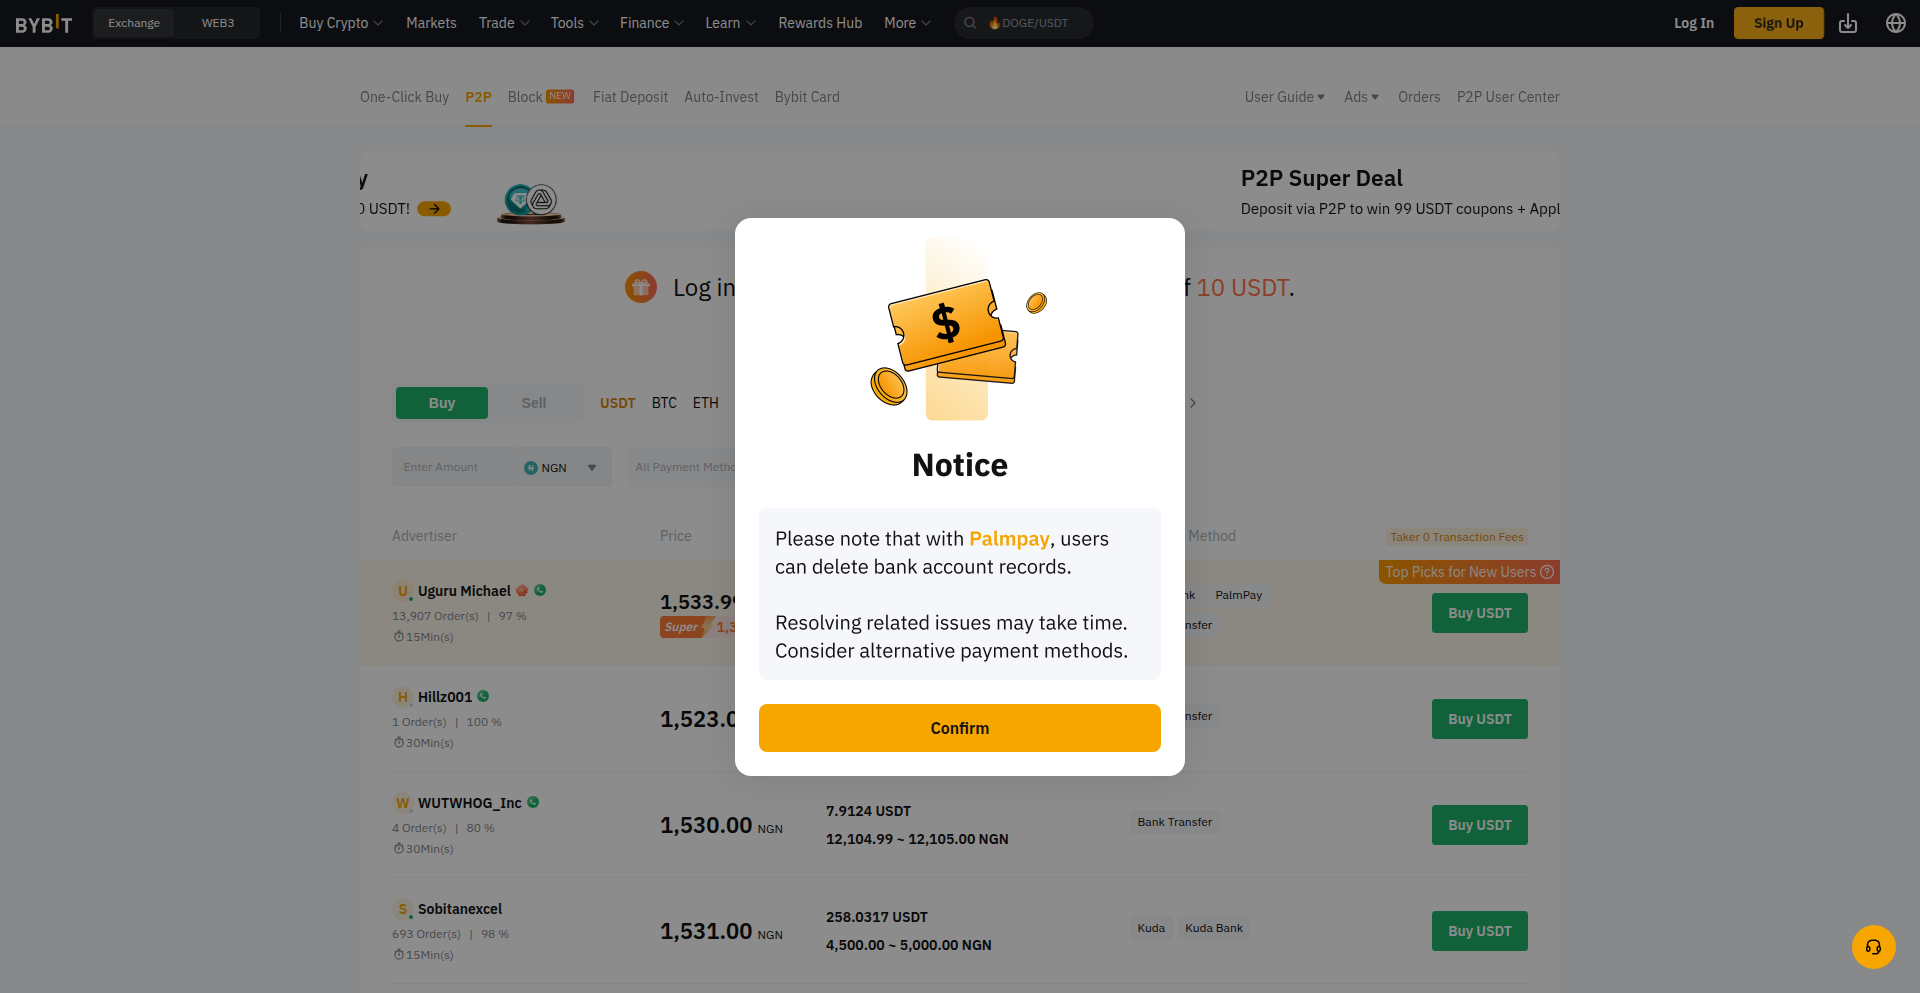 BYBIT Exchange WEB3 Buy Crypto Markets Trade Tools Finance Learn Rewards Hub More DOGE/USDT Log In Sign Up
One-Click Buy P2P Block NEW Fiat Deposit Auto-Invest Bybit Card User Guide Ads Orders P2P User Center
y
0 USDT!
P2P Super Deal
Deposit via P2P to win 99 USDT coupons + Appl
Log in
f 10 USDT.
Buy Sell USDT BTC ETH
Enter Amount NGN All Payment Metho
Advertiser Price Method Taker 0 Transaction Fees
Top Picks for New Users
U Uguru Michael
13,907 Order(s) | 97 %
15Min(s)
1,533.9
Super 1,3
nk PalmPay
nsfer
Buy USDT
H Hillz001
1 Order(s) | 100 %
30Min(s)
1,523.0
nsfer
Buy USDT
W WUTWHOG_Inc
4 Order(s) | 80 %
30Min(s)
1,530.00 NGN
7.9124 USDT
12,104.99 ~ 12,105.00 NGN
Bank Transfer
Buy USDT
S Sobitanexcel
693 Order(s) | 98 %
15Min(s)
1,531.00 NGN
258.0317 USDT
4,500.00 ~ 5,000.00 NGN
Kuda Kuda Bank
Buy USDT
$
Notice
Please note that with Palmpay, users
can delete bank account records.
Resolving related issues may take time.
Consider alternative payment methods.
Confirm